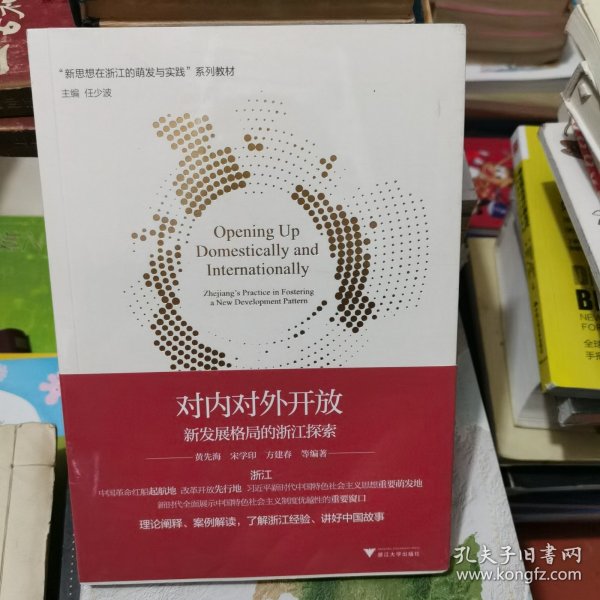 “新思想在浙江的萌发与实践”系列教材
主编 任少波
Opening Up
Domestically and
Internationally
Zhejiang's Practice in Fostering
a New Development Pattern
对内对外开放
新发展格局的浙江探索
黄先海 宋学印 方建春 等编著
浙江
中国革命红船起航地 改革开放先行地 习近平新时代中国特色社会主义思想重要萌发地
新时代全面展示中国特色社会主义制度优越性的重要窗口
理论阐释、案例解读,了解浙江经验、讲好中国故事
浙江大学出版社
孔夫子旧书网
www.kongfz.com